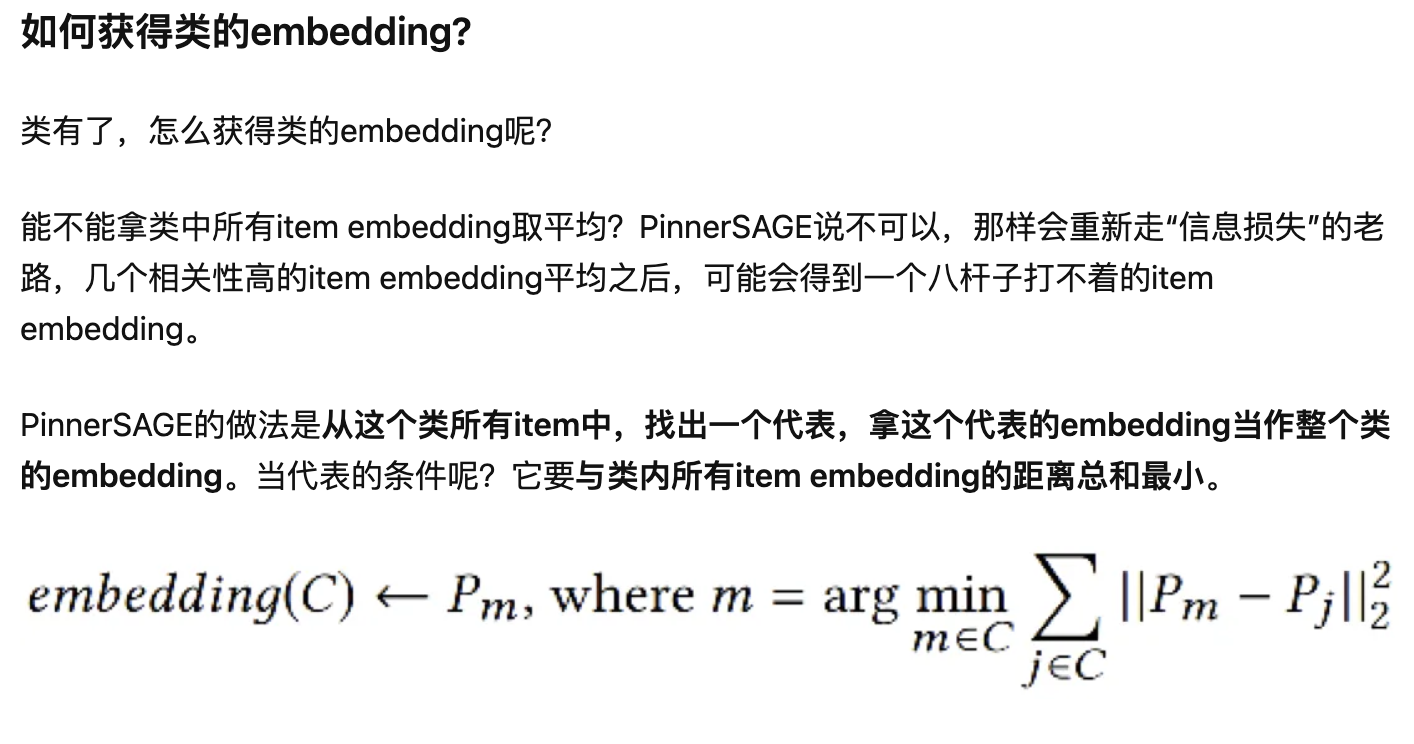 如何获得类的embedding?
类有了，怎么获得类的embedding呢？
能不能拿类中所有item embedding取平均？PinnerSAGE说不可以，那样会重新走“信息损失”的老
路，几个相关性高的item embedding平均之后，可能会得到一个八杆子打不着的item
embedding。
PinnerSAGE的做法是从这个类所有item中，找出一个代表，拿这个代表的embedding当作整个类
的embedding。当代表的条件呢？它要与类内所有item embedding的距离总和最小。
embedding(C) ← P_m, where m = arg min_{m∈C} ∑_{j∈C} ||P_m − P_j||_2^2